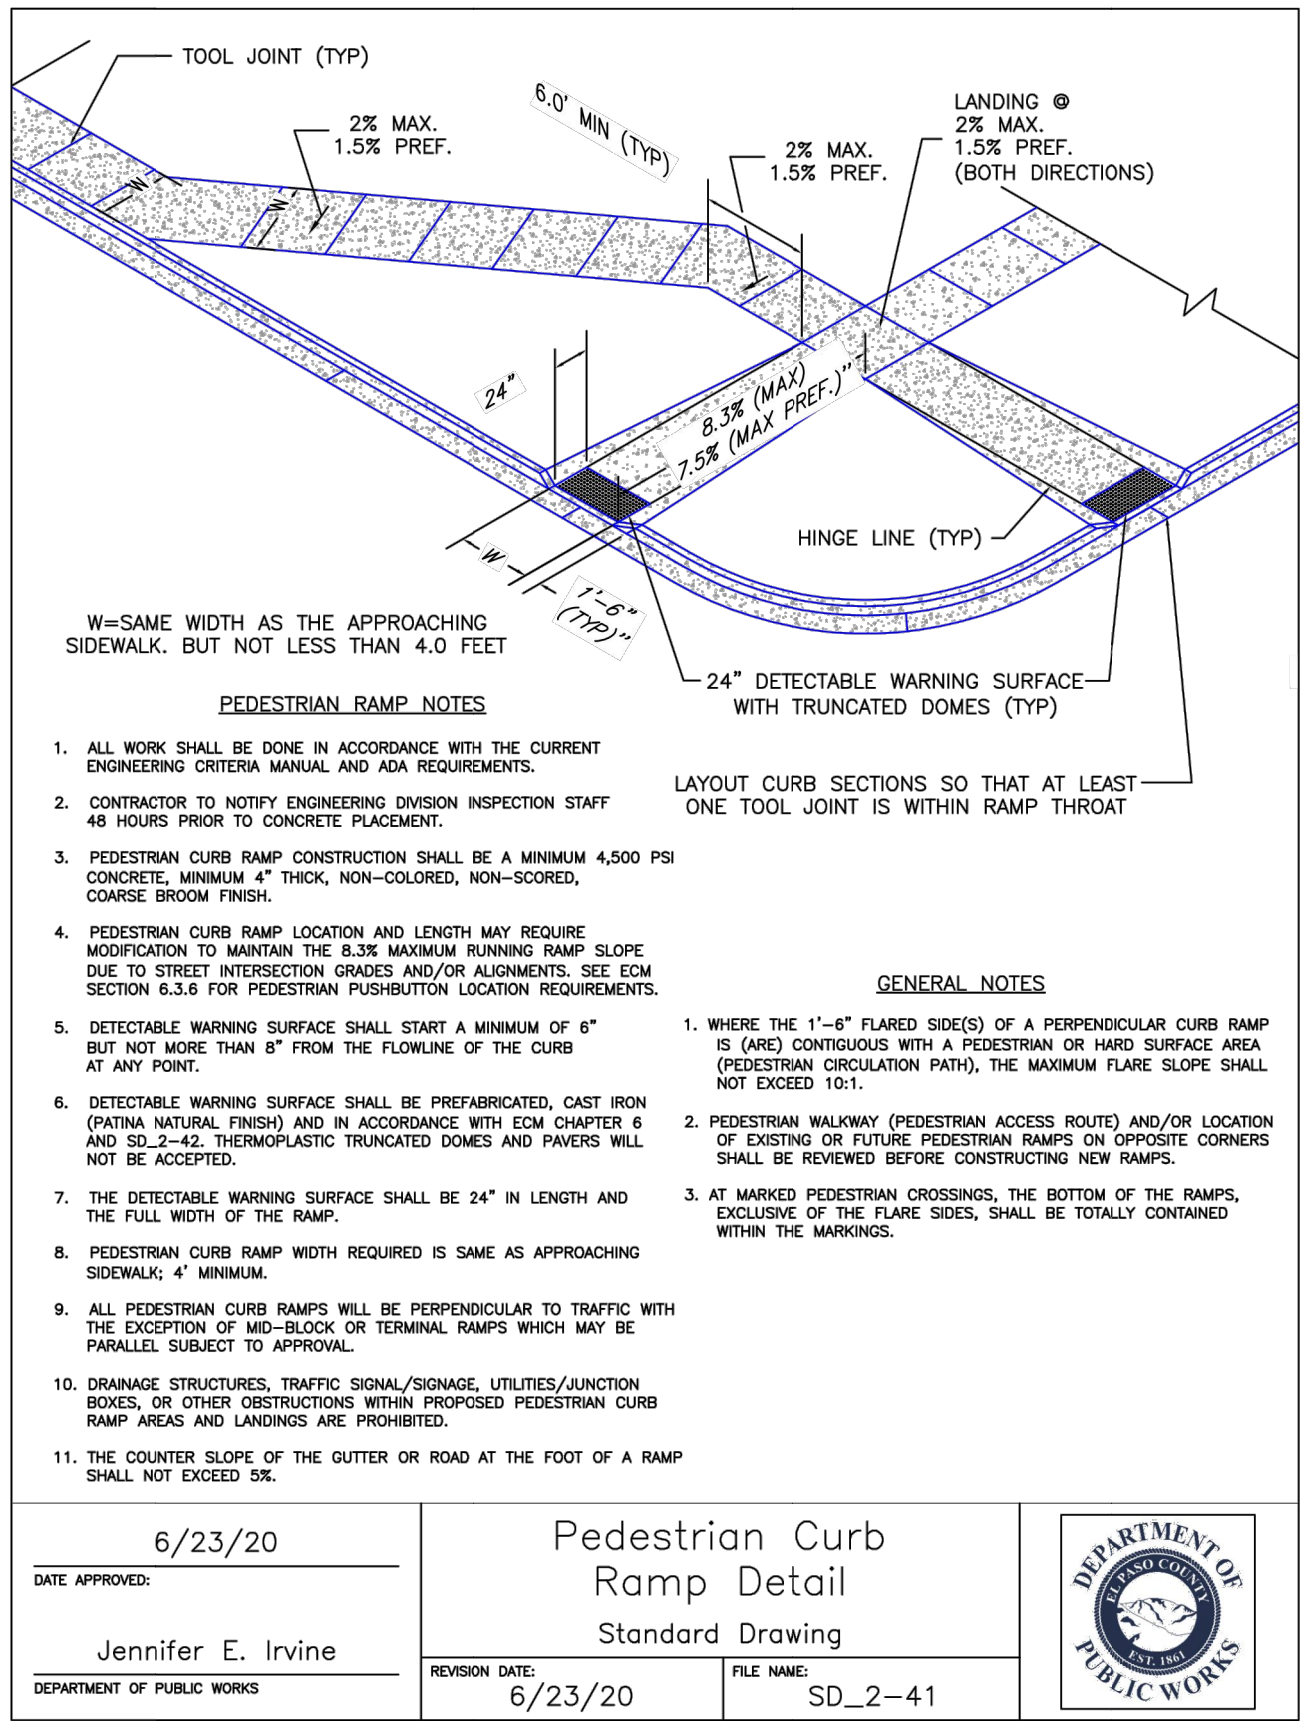 TOOL JOINT (TYP)
2% MAX.
1.5% PREF.
6.0' MIN (TYP)
2% MAX.
1.5% PREF.
LANDING @
2% MAX.
1.5% PREF.
(BOTH DIRECTIONS)
W
W
24"
8.3% (MAX)
7.5% (MAX PREF.)"
HINGE LINE (TYP)
W
1'-6"
(TYP)"
W=SAME WIDTH AS THE APPROACHING
SIDEWALK. BUT NOT LESS THAN 4.0 FEET
24" DETECTABLE WARNING SURFACE
WITH TRUNCATED DOMES (TYP)
LAYOUT CURB SECTIONS SO THAT AT LEAST
ONE TOOL JOINT IS WITHIN RAMP THROAT
PEDESTRIAN RAMP NOTES
1. ALL WORK SHALL BE DONE IN ACCORDANCE WITH THE CURRENT
ENGINEERING CRITERIA MANUAL AND ADA REQUIREMENTS.
2. CONTRACTOR TO NOTIFY ENGINEERING DIVISION INSPECTION STAFF
48 HOURS PRIOR TO CONCRETE PLACEMENT.
3. PEDESTRIAN CURB RAMP CONSTRUCTION SHALL BE A MINIMUM 4,500 PSI
CONCRETE, MINIMUM 4" THICK, NON-COLORED, NON-SCORED,
COARSE BROOM FINISH.
4. PEDESTRIAN CURB RAMP LOCATION AND LENGTH MAY REQUIRE
MODIFICATION TO MAINTAIN THE 8.3% MAXIMUM RUNNING RAMP SLOPE
DUE TO STREET INTERSECTION GRADES AND/OR ALIGNMENTS. SEE ECM
SECTION 6.3.6 FOR PEDESTRIAN PUSHBUTTON LOCATION REQUIREMENTS.
5. DETECTABLE WARNING SURFACE SHALL START A MINIMUM OF 6"
BUT NOT MORE THAN 8" FROM THE FLOWLINE OF THE CURB
AT ANY POINT.
6. DETECTABLE WARNING SURFACE SHALL BE PREFABRICATED, CAST IRON
(PATINA NATURAL FINISH) AND IN ACCORDANCE WITH ECM CHAPTER 6
AND SD_2-42. THERMOPLASTIC TRUNCATED DOMES AND PAVERS WILL
NOT BE ACCEPTED.
7. THE DETECTABLE WARNING SURFACE SHALL BE 24" IN LENGTH AND
THE FULL WIDTH OF THE RAMP.
8. PEDESTRIAN CURB RAMP WIDTH REQUIRED IS SAME AS APPROACHING
SIDEWALK; 4' MINIMUM.
9. ALL PEDESTRIAN CURB RAMPS WILL BE PERPENDICULAR TO TRAFFIC WITH
THE EXCEPTION OF MID-BLOCK OR TERMINAL RAMPS WHICH MAY BE
PARALLEL SUBJECT TO APPROVAL.
10. DRAINAGE STRUCTURES, TRAFFIC SIGNAL/SIGNAGE, UTILITIES/JUNCTION
BOXES, OR OTHER OBSTRUCTIONS WITHIN PROPOSED PEDESTRIAN CURB
RAMP AREAS AND LANDINGS ARE PROHIBITED.
11. THE COUNTER SLOPE OF THE GUTTER OR ROAD AT THE FOOT OF A RAMP
SHALL NOT EXCEED 5%.
GENERAL NOTES
1. WHERE THE 1'-6" FLARED SIDE(S) OF A PERPENDICULAR CURB RAMP
IS (ARE) CONTIGUOUS WITH A PEDESTRIAN OR HARD SURFACE AREA
(PEDESTRIAN CIRCULATION PATH), THE MAXIMUM FLARE SLOPE SHALL
NOT EXCEED 10:1.
2. PEDESTRIAN WALKWAY (PEDESTRIAN ACCESS ROUTE) AND/OR LOCATION
OF EXISTING OR FUTURE PEDESTRIAN RAMPS ON OPPOSITE CORNERS
SHALL BE REVIEWED BEFORE CONSTRUCTING NEW RAMPS.
3. AT MARKED PEDESTRIAN CROSSINGS, THE BOTTOM OF THE RAMPS,
EXCLUSIVE OF THE FLARE SIDES, SHALL BE TOTALLY CONTAINED
WITHIN THE MARKINGS.
6/23/20
DATE APPROVED:
Jennifer E. Irvine
DEPARTMENT OF PUBLIC WORKS
Pedestrian Curb
Ramp Detail
Standard Drawing
REVISION DATE:
6/23/20
FILE NAME:
SD_2-41
DEPARTMENT OF
EL PASO COUNTY
EST. 1861
PUBLIC WORKS